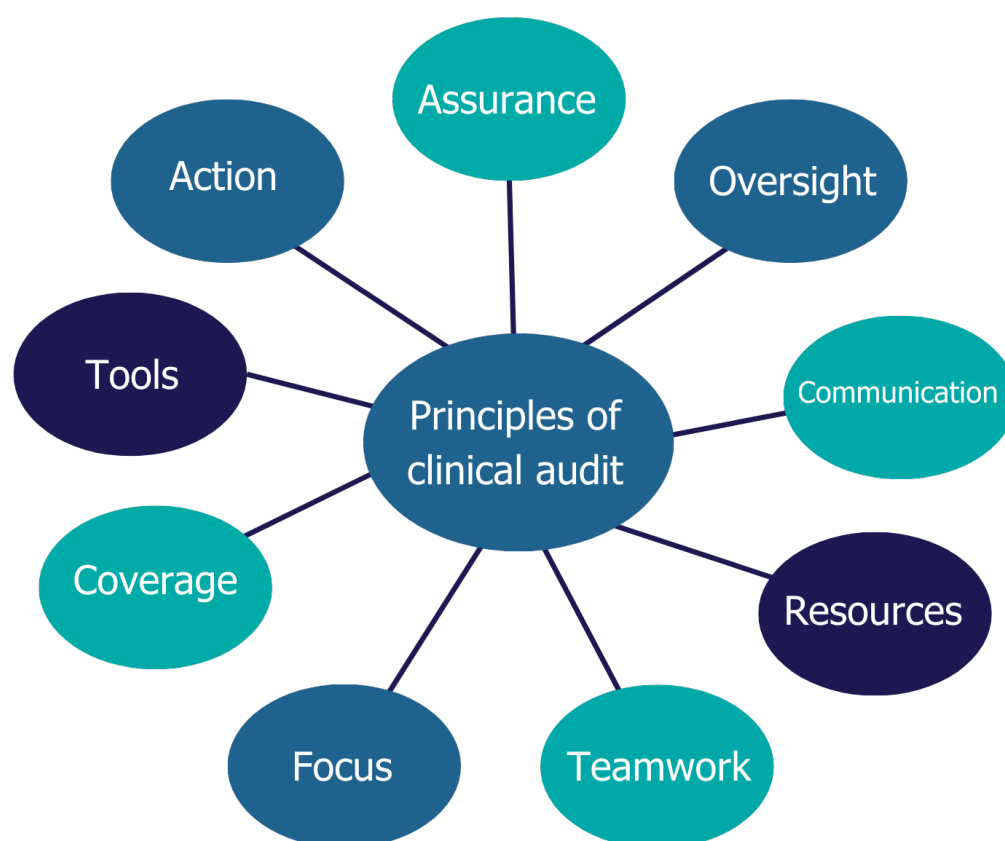 Assurance
Action
Oversight
Tools
Communication
Principles of
clinical audit
Coverage
Resources
Focus
Teamwork